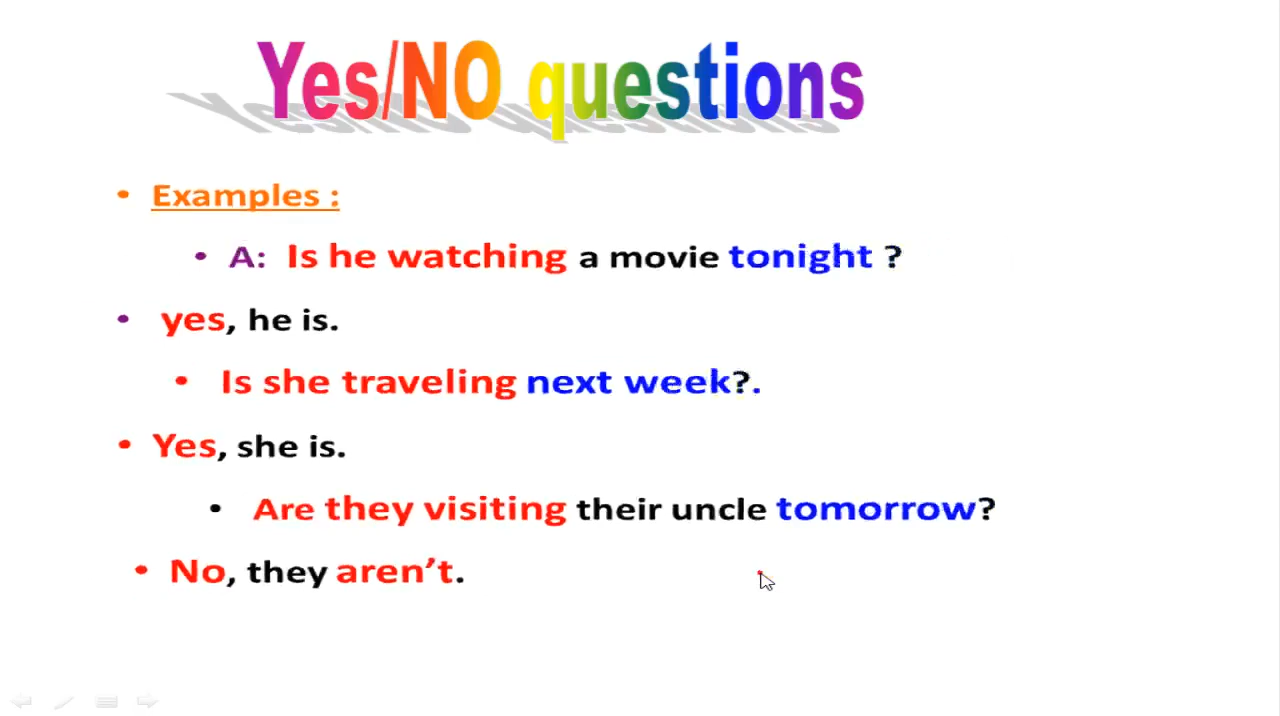 Yes/NO questions
• Examples :
• A: Is he watching a movie tonight ?
• yes, he is.
• Is she traveling next week?.
• Yes, she is.
• Are they visiting their uncle tomorrow?
• No, they aren’t.